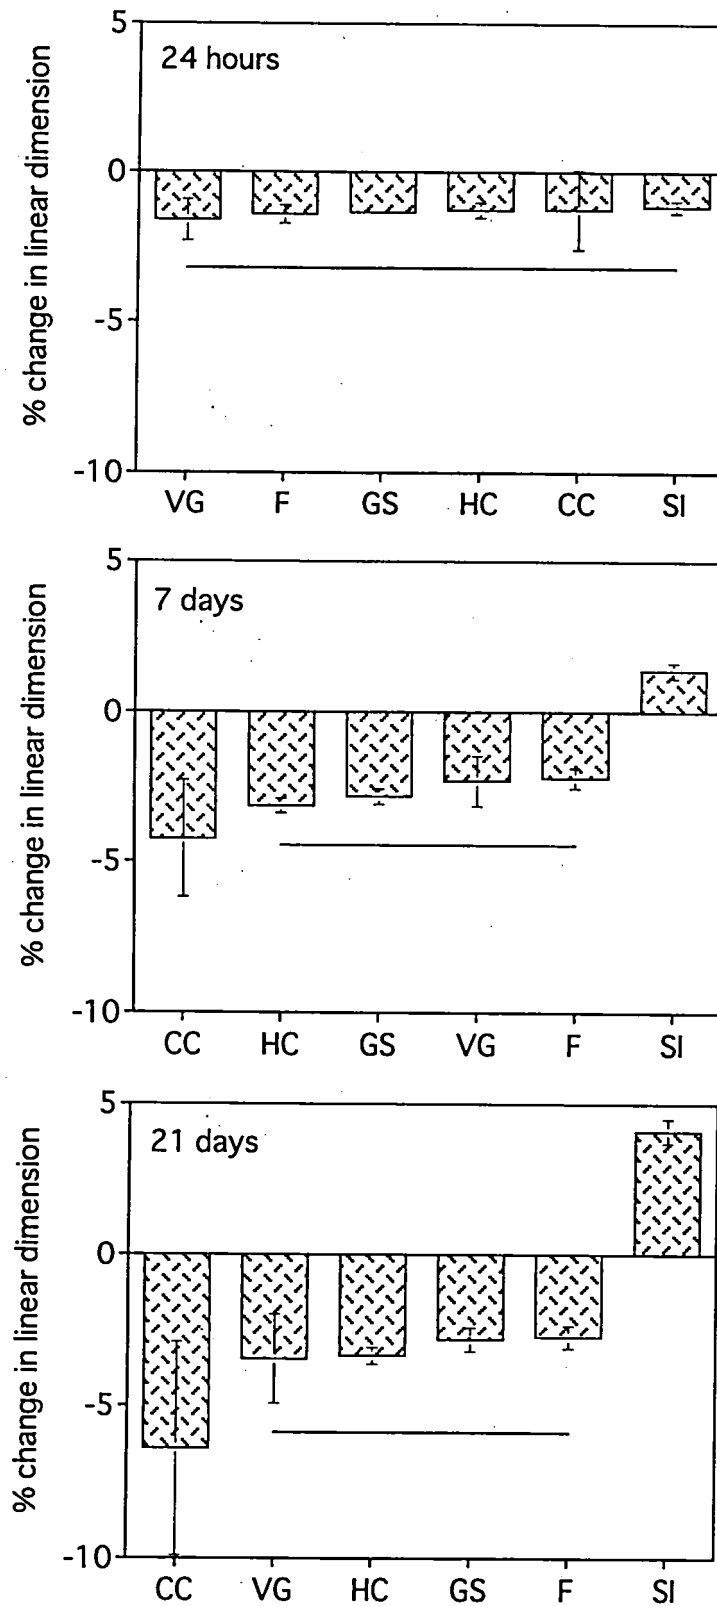 % change in linear dimension
5
24 hours
0
-5
-10
VG F GS HC CC SI
% change in linear dimension
5
7 days
0
-5
-10
CC HC GS VG F SI
% change in linear dimension
5
21 days
0
-5
-10
CC VG HC GS F SI